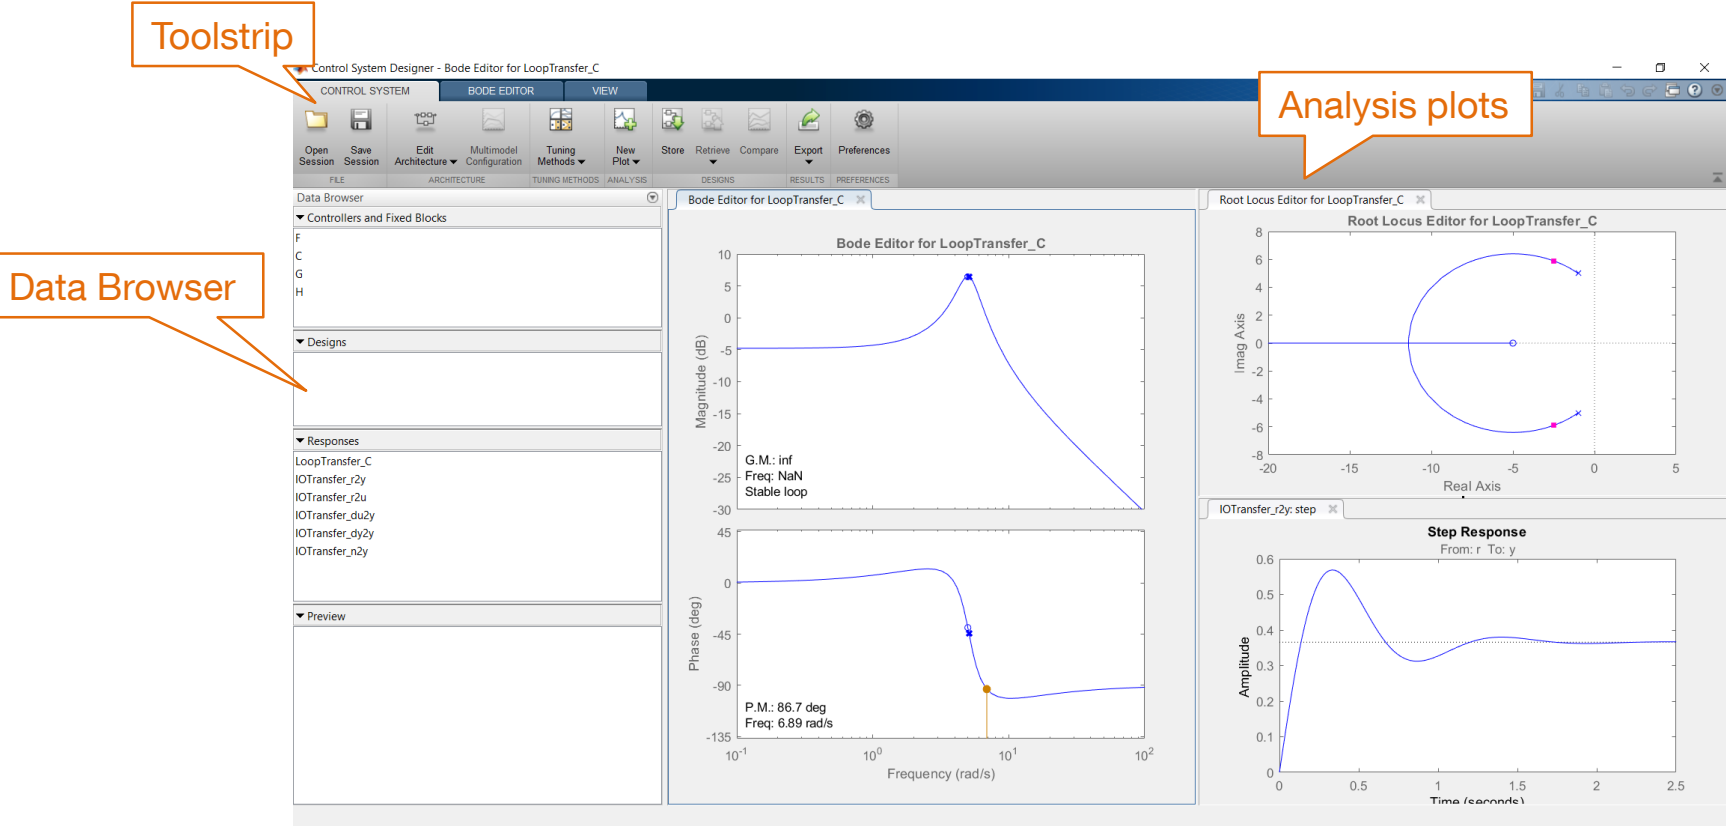 Toolstrip
Control System Designer - Bode Editor for LoopTransfer_C
CONTROL SYSTEM BODE EDITOR VIEW
Analysis plots
Open Session
Save Session
Edit Architecture
Multimodel Configuration
Tuning Methods
New Plot
Store
Retrieve
Compare
Export
Preferences
FILE ARCHITECTURE TUNING METHODS ANALYSIS DESIGNS RESULTS PREFERENCES
Data Browser
Data Browser
Controllers and Fixed Blocks
F
C
G
H
Designs
Responses
LoopTransfer_C
IOTransfer_r2y
IOTransfer_r2u
IOTransfer_du2y
IOTransfer_dy2y
IOTransfer_n2y
Preview
Bode Editor for LoopTransfer_C
Bode Editor for LoopTransfer_C
Magnitude (dB)
10
5
0
-5
-10
-15
-20
-25
-30
G.M.: inf
Freq: NaN
Stable loop
Phase (deg)
45
0
-45
-90
-135
P.M.: 86.7 deg
Freq: 6.89 rad/s
10-1 100 101 102
Frequency (rad/s)
Root Locus Editor for LoopTransfer_C
Root Locus Editor for LoopTransfer_C
Imag Axis
8
6
4
2
0
-2
-4
-6
-8
-20 -15 -10 -5 0 5
Real Axis
IOTransfer_r2y: step
Step Response
From: r To: y
Amplitude
0.6
0.5
0.4
0.3
0.2
0.1
0
0 0.5 1 1.5 2 2.5
Time (seconds)